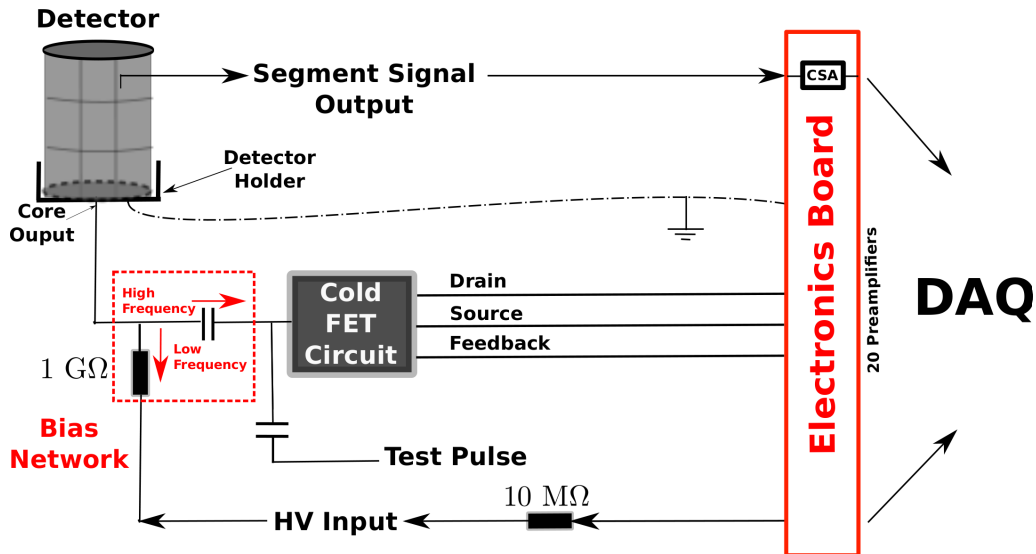 Detector
Segment Signal
Output
CSA
Detector
Holder
Core
Ouput
Electronics Board
20 Preamplifiers
DAQ
High
Frequency
Low
Frequency
Cold
FET
Circuit
Drain
Source
Feedback
1 GΩ
Bias
Network
Test Pulse
10 MΩ
HV Input